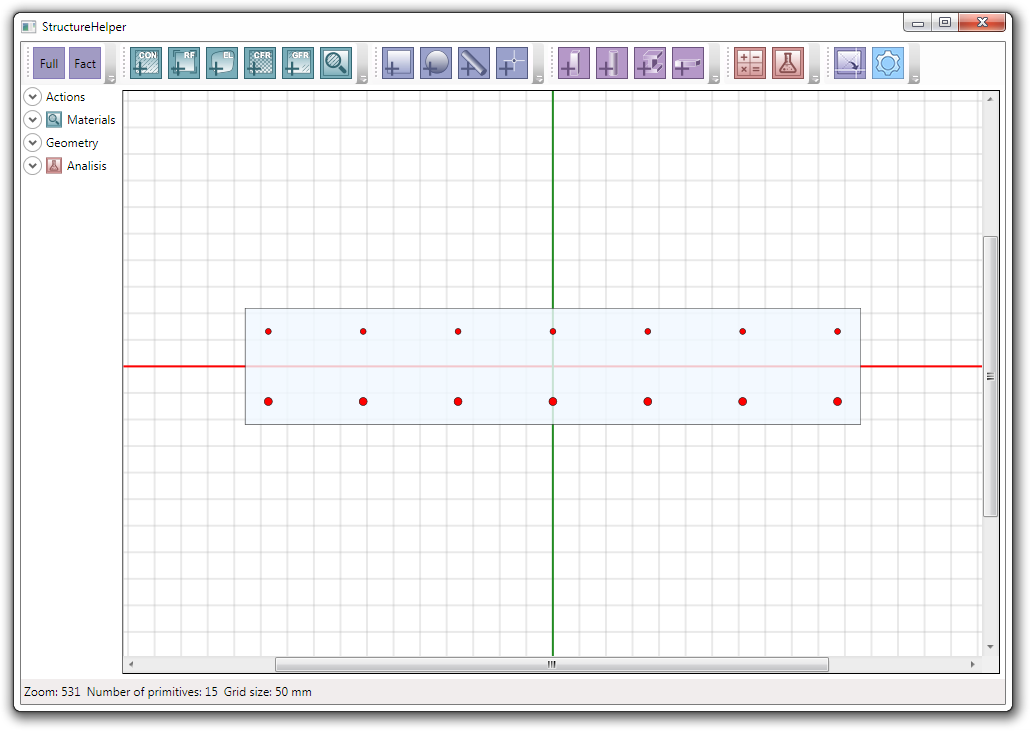 StructureHelper
Full Fact CON RF EL CFR GFR
Actions
Materials
Geometry
Analisis
Zoom: 531 Number of primitives: 15 Grid size: 50 mm